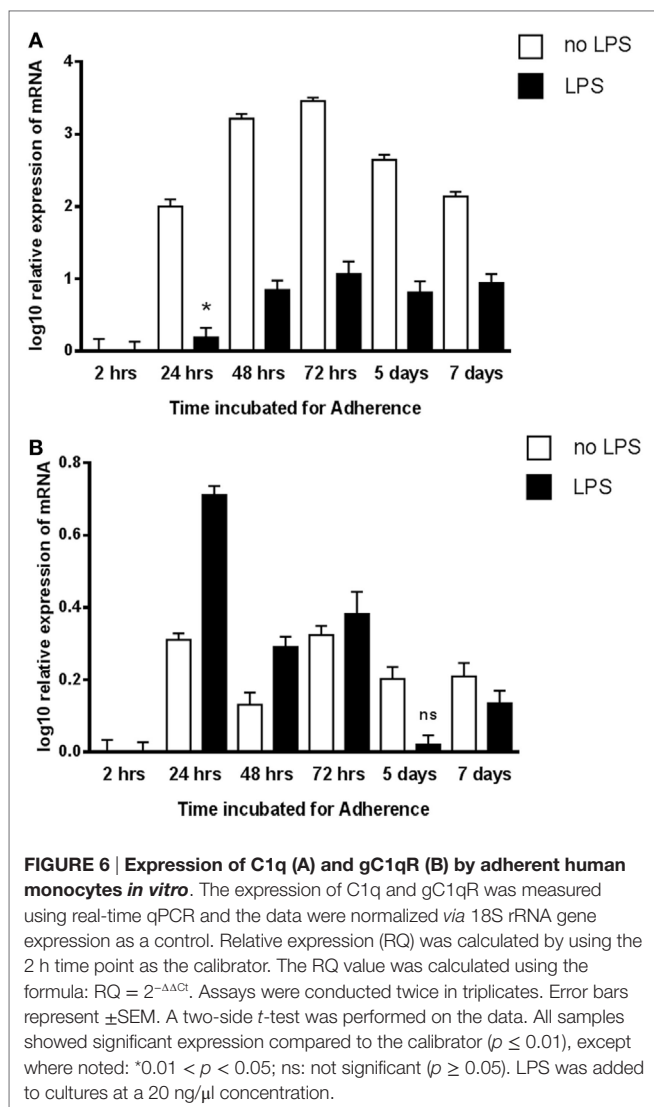 A
no LPS
LPS
log10 relative expression of mRNA
4
3
2
1
0
*
2 hrs 24 hrs 48 hrs 72 hrs 5 days 7 days
Time incubated for Adherence
B
no LPS
LPS
log10 relative expression of mRNA
0.8
0.6
0.4
0.2
0.0
ns
2 hrs 24 hrs 48 hrs 72 hrs 5 days 7 days
Time incubated for Adherence
FIGURE 6 | Expression of C1q (A) and gC1qR (B) by adherent human
monocytes in vitro. The expression of C1q and gC1qR was measured
using real-time qPCR and the data were normalized via 18S rRNA gene
expression as a control. Relative expression (RQ) was calculated by using the
2 h time point as the calibrator. The RQ value was calculated using the
formula: RQ = 2−ΔΔCt. Assays were conducted twice in triplicates. Error bars
represent ±SEM. A two-side t-test was performed on the data. All samples
showed significant expression compared to the calibrator (p ≤ 0.01), except
where noted: *0.01 < p < 0.05; ns: not significant (p ≥ 0.05). LPS was added
to cultures at a 20 ng/μl concentration.